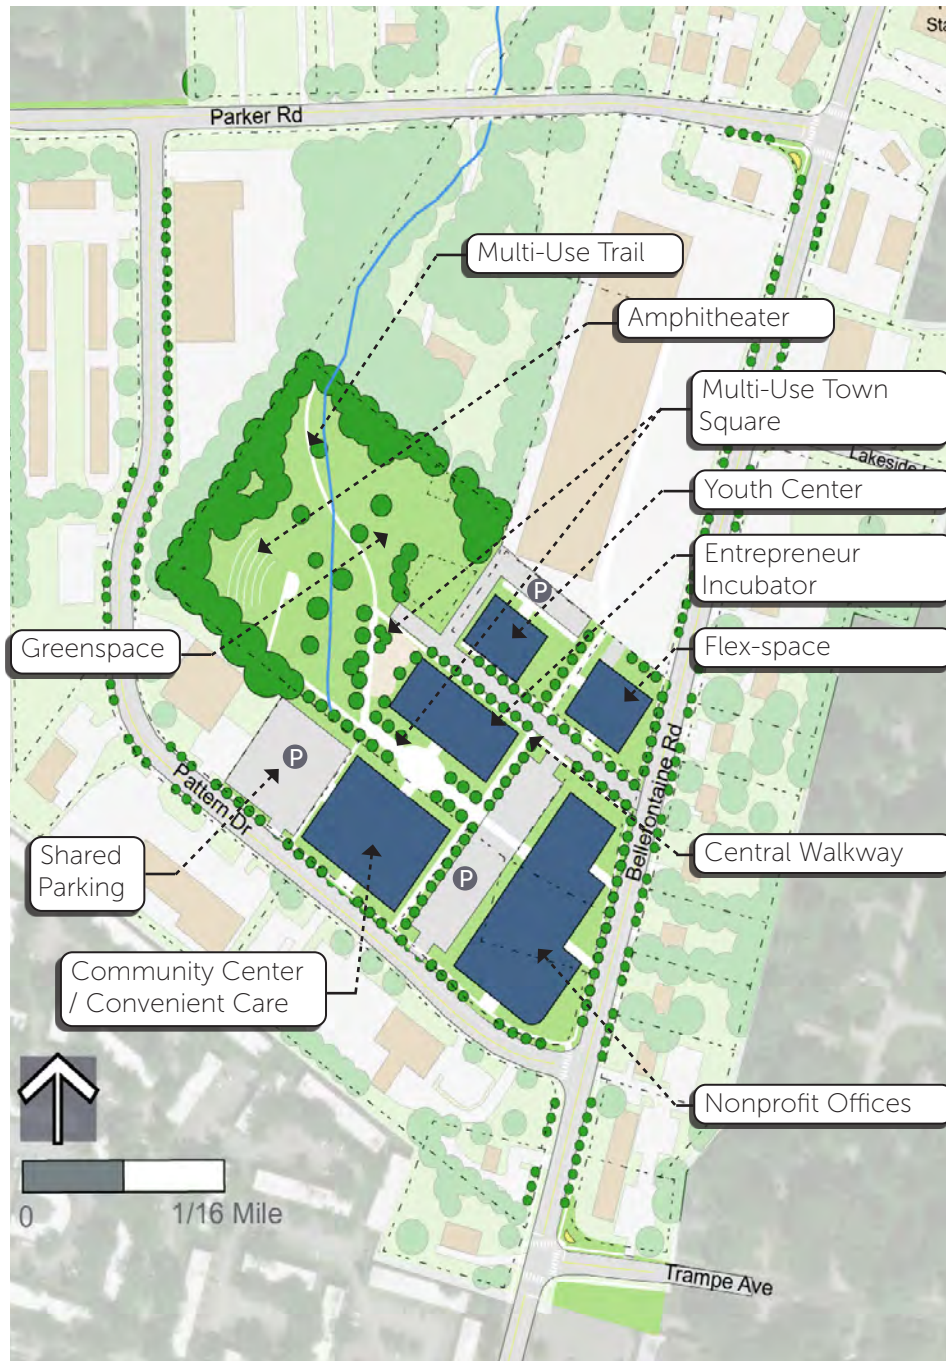 Sta
Parker Rd
Multi-Use Trail
Amphitheater
Multi-Use Town
Square
Lakeside
Youth Center
Entrepreneur
Incubator
P
Greenspace
Flex-space
P
Bellefontaine Rd
Pattern Dr
Shared
Parking
Central Walkway
P
Community Center
/ Convenient Care
Nonprofit Offices
0
1/16 Mile
Trampe Ave